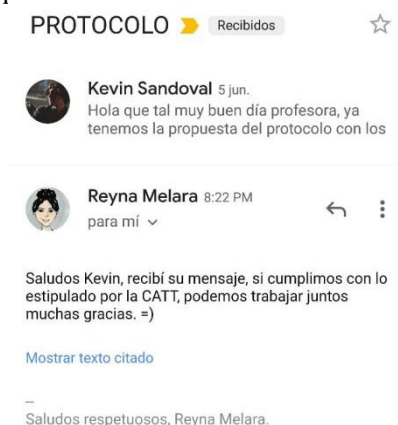 PROTOCOLO Recibidos
Kevin Sandoval 5 jun.
Hola que tal muy buen día profesora, ya
tenemos la propuesta del protocolo con los
Reyna Melara 8:22 PM
para mí
Saludos Kevin, recibí su mensaje, si cumplimos con lo
estipulado por la CATT, podemos trabajar juntos
muchas gracias. =)
Mostrar texto citado
--
Saludos respetuosos, Reyna Melara.